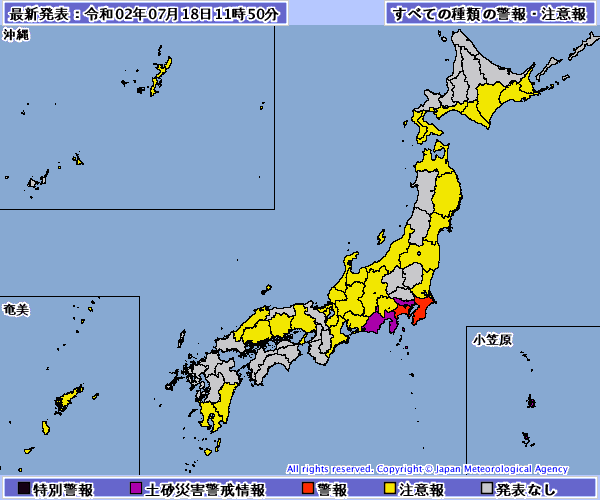 最新発表：令和02年07月18日11時50分
すべての種類の警報・注意報
沖縄
奄美
小笠原
All rights reserved. Copyright © Japan Meteorological Agency
特別警報 土砂災害警戒情報 警報 注意報 発表なし